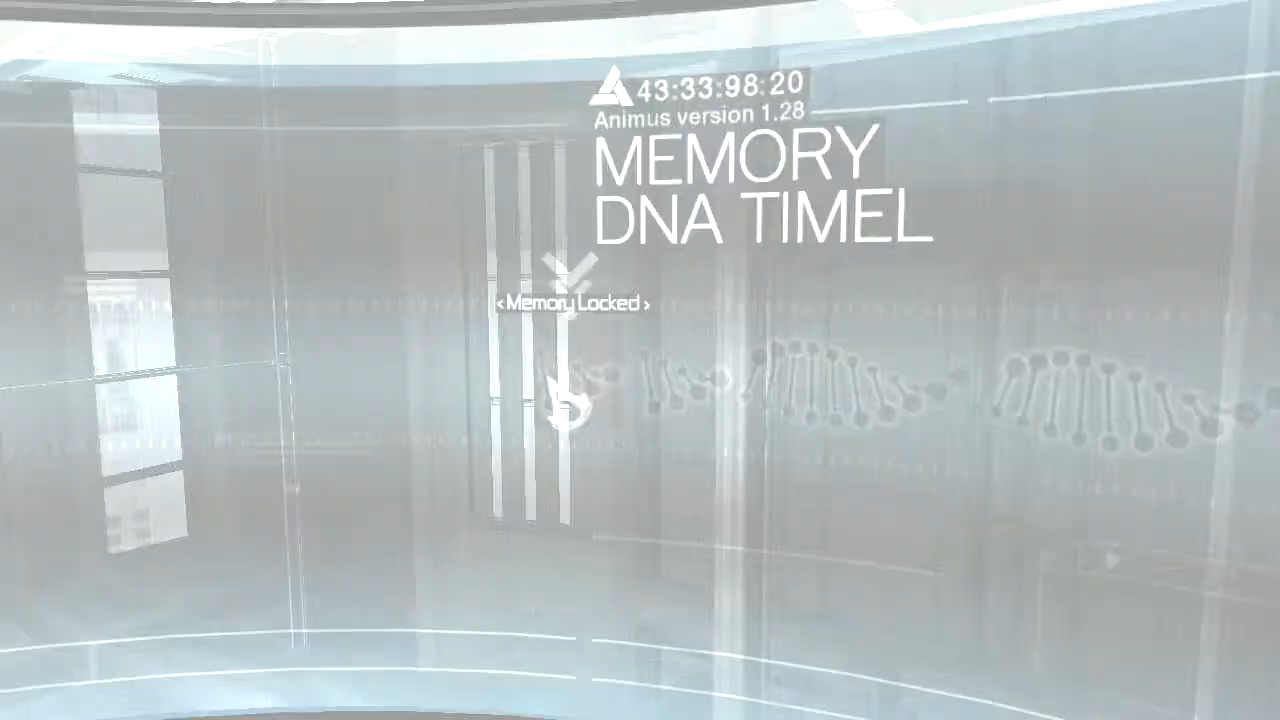 43:33:98:20
Animus version 1.28
MEMORY
DNA TIMEL
‹ Memory Locked ›